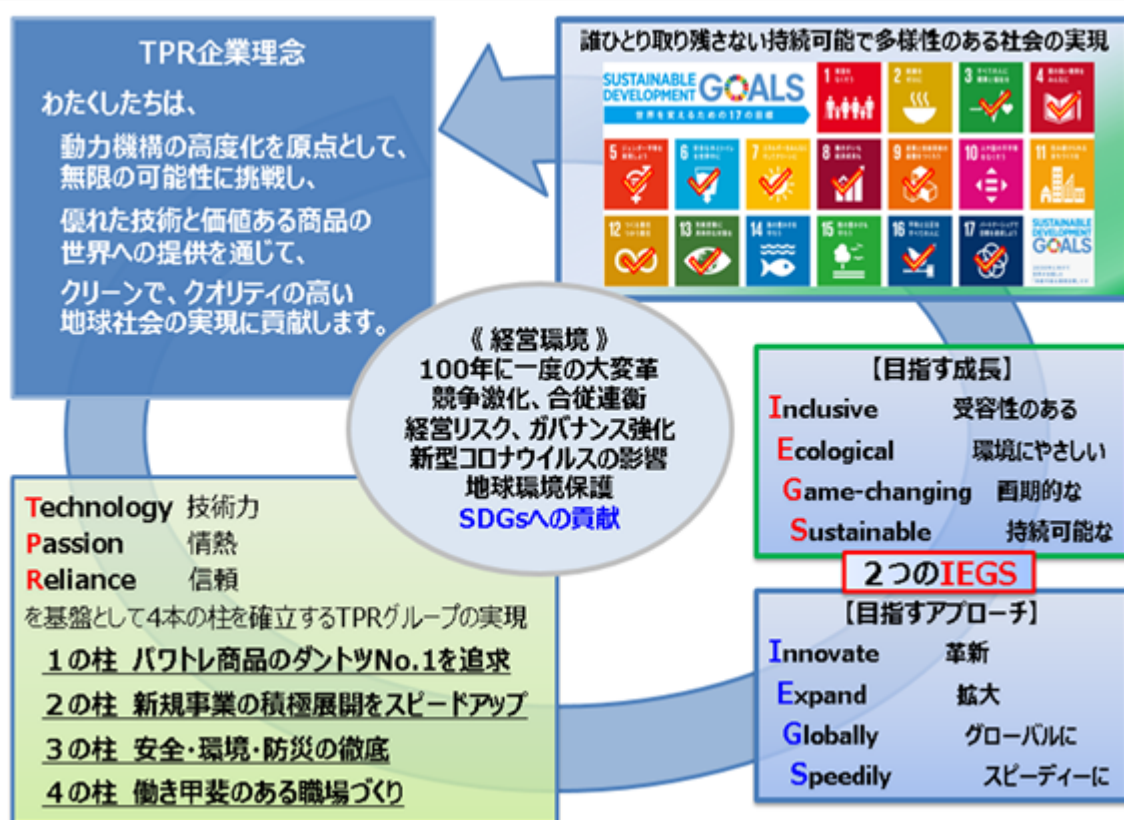 TPR企業理念
わたくしたちは、
動力機構の高度化を原点として、
無限の可能性に挑戦し、
優れた技術と価値ある商品の
世界への提供を通じて、
クリーンで、クオリティの高い
地球社会の実現に貢献します。
誰ひとり取り残さない持続可能で多様性のある社会の実現
SUSTAINABLE
DEVELOPMENT GOALS
世界を変えるための17の目標
1
2
3
4
5
6
7
8
9
10
11
12
13
14
15
16
17
SUSTAINABLE
DEVELOPMENT
GOALS
《 経営環境 》
100年に一度の大変革
競争激化、合従連衡
経営リスク、ガバナンス強化
新型コロナウイルスの影響
地球環境保護
SDGsへの貢献
【目指す成長】
Inclusive 受容性のある
Ecological 環境にやさしい
Game-changing 画期的な
Sustainable 持続可能な
2つのIEGS
【目指すアプローチ】
Innovate 革新
Expand 拡大
Globally グローバルに
Speedily スピーディーに
Technology 技術力
Passion 情熱
Reliance 信頼
を基盤として4本の柱を確立するTPRグループの実現
1の柱 パワトレ商品のダントツNo.1を追求
2の柱 新規事業の積極展開をスピードアップ
3の柱 安全・環境・防災の徹底
4の柱 働き甲斐のある職場づくり